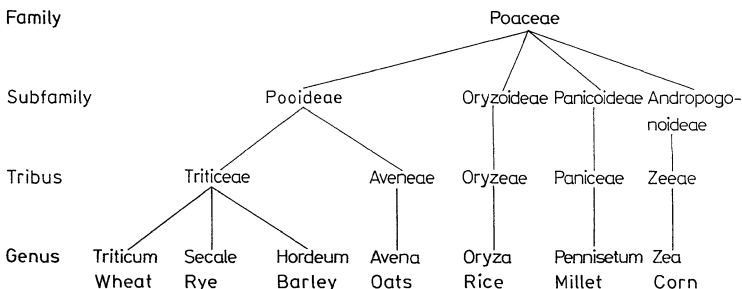 Family Poaceae
Subfamily Pooideae Oryzoideae Panicoideae Andropogo-
noideae
Tribus Triticeae Aveneae Oryzeae Paniceae Zeeae
Genus Triticum Secale Hordeum Avena Oryza Pennisetum Zea
Wheat Rye Barley Oats Rice Millet Corn